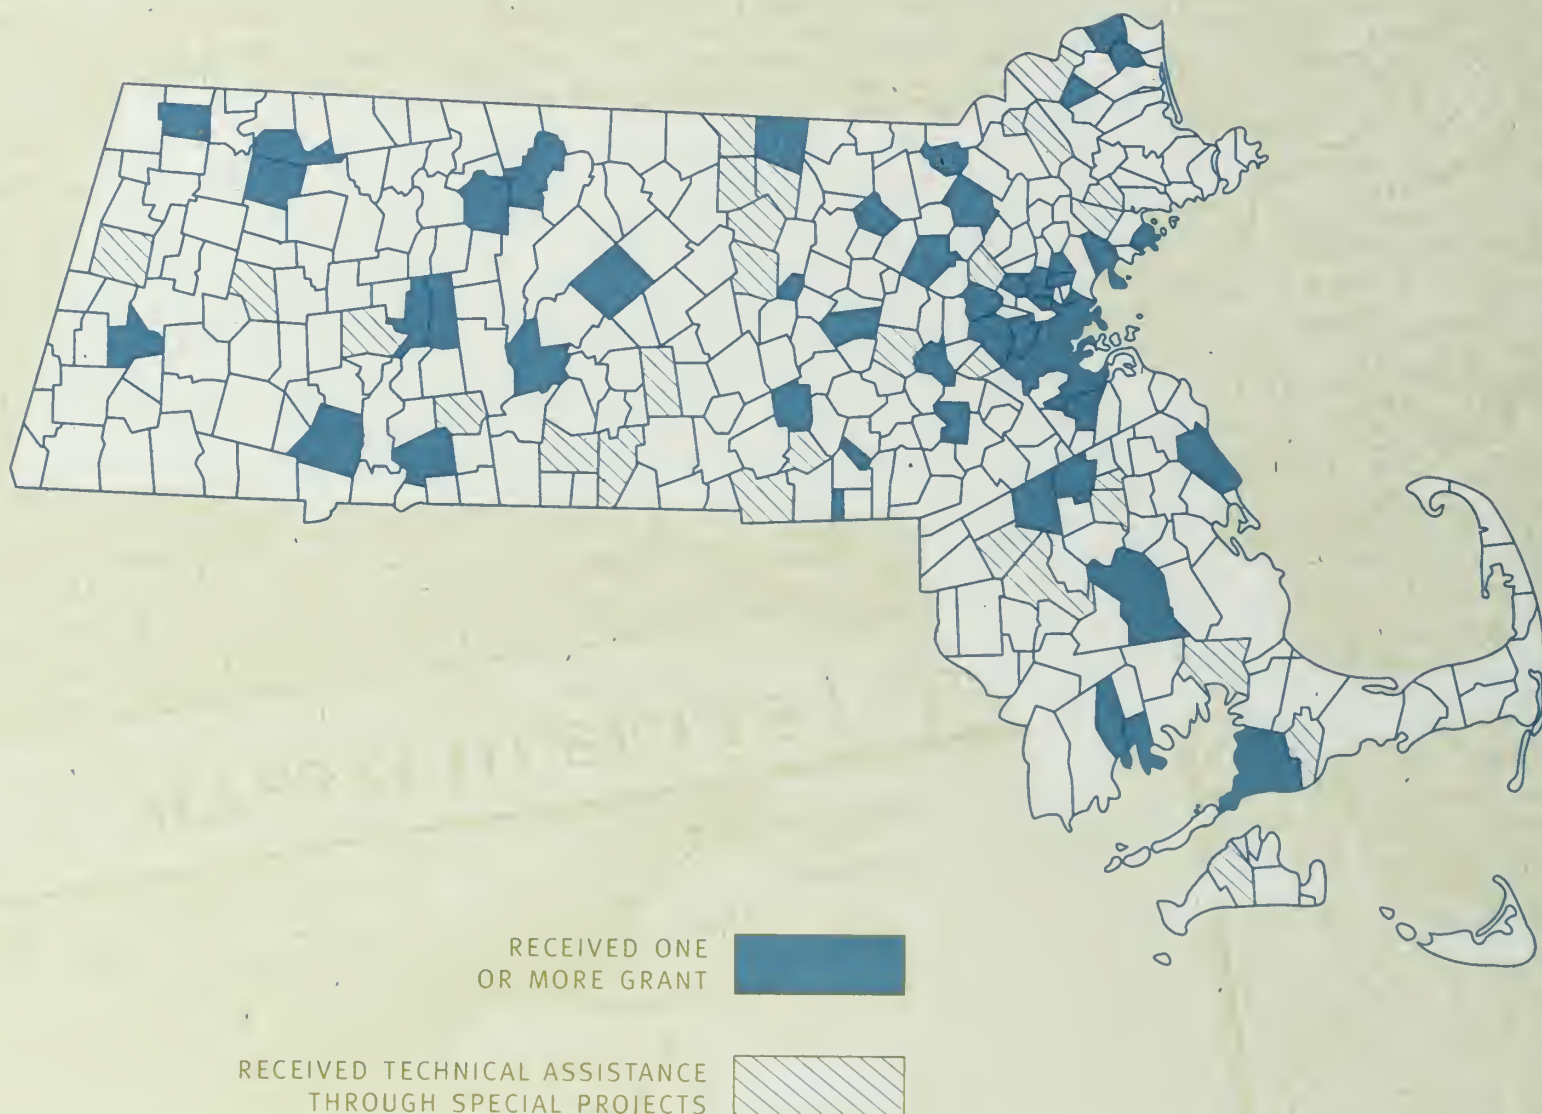 RECEIVED ONE
OR MORE GRANT
RECEIVED TECHNICAL ASSISTANCE
THROUGH SPECIAL PROJECTS